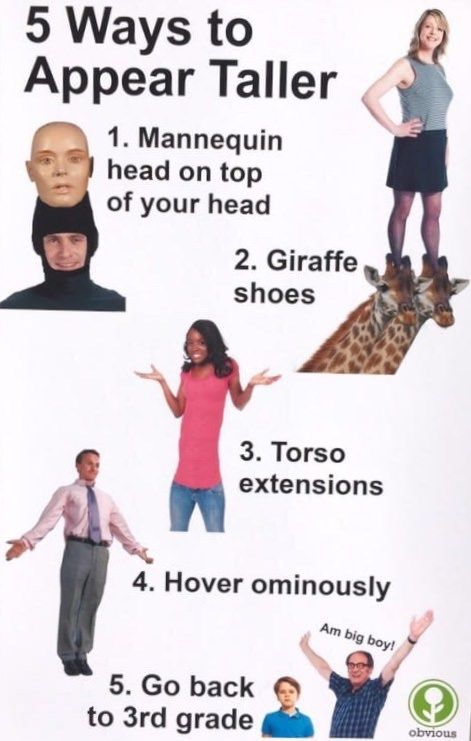 5 Ways to
Appear Taller
1. Mannequin
head on top
of your head
2. Giraffe
shoes
3. Torso
extensions
4. Hover ominously
Am big boy!
5. Go back
to 3rd grade
obvious